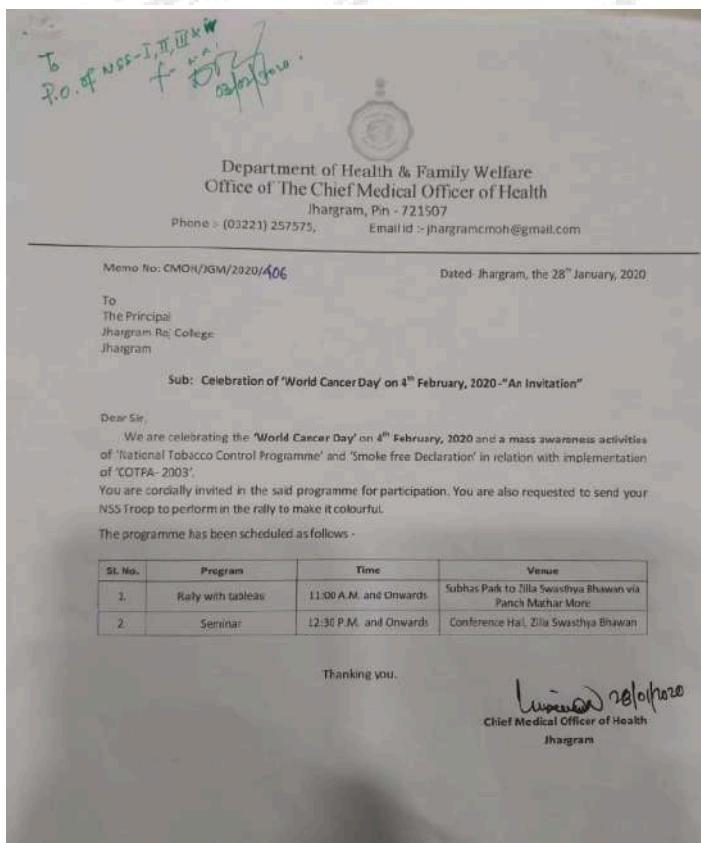 To
P.O. of NSS-I, II, III & IV
03/02/2020.
Department of Health & Family Welfare
Office of The Chief Medical Officer of Health
Jhargram, Pin - 721507
Phone :- (03221) 257575, Email id :- jhargramcmoh@gmail.com
Memo No: CMOH/JGM/2020/406 Dated- Jhargram, the 28th January, 2020
To
The Principal
Jhargram Raj College
Jhargram
Sub: Celebration of 'World Cancer Day' on 4th February, 2020-"An Invitation"
Dear Sir,
We are celebrating the 'World Cancer Day' on 4th February, 2020 and a mass awareness activities
of 'National Tobacco Control Programme' and 'Smoke free Declaration' in relation with implementation
of 'COTPA- 2003'.
You are cordially invited in the said programme for participation. You are also requested to send your
NSS Troop to perform in the rally to make it colourful.
The programme has been scheduled as follows -
Sl. No. Program Time Venue
1. Rally with tableau 11:00 A.M. and Onwards Subhas Park to Zilla Swasthya Bhawan via
Panch Mathar More
2 Seminar 12:30 P.M. and Onwards Conference Hall, Zilla Swasthya Bhawan
Thanking you.
28/01/2020
Chief Medical Officer of Health
Jhargram